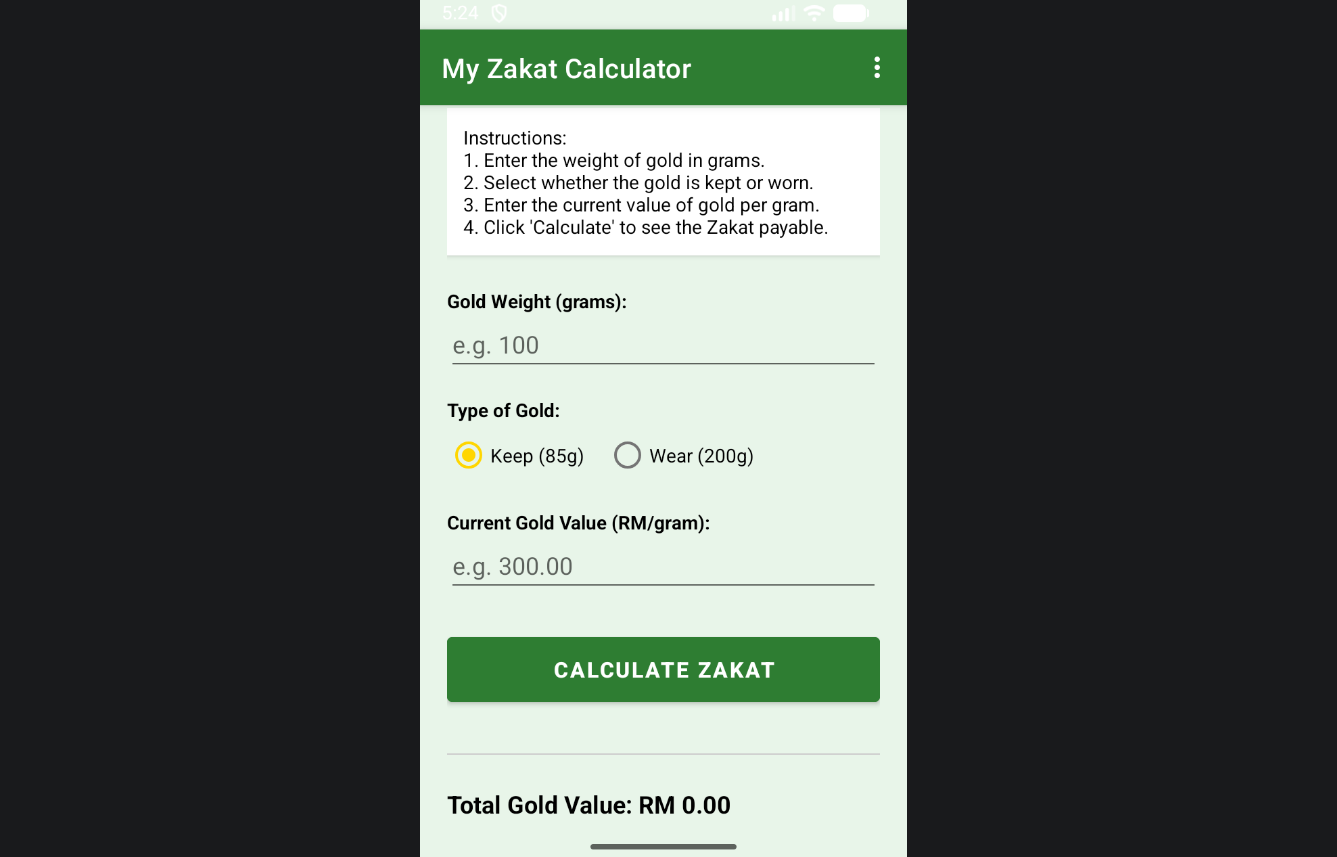 5:24
My Zakat Calculator
Instructions:
1. Enter the weight of gold in grams.
2. Select whether the gold is kept or worn.
3. Enter the current value of gold per gram.
4. Click 'Calculate' to see the Zakat payable.
Gold Weight (grams):
e.g. 100
Type of Gold:
Keep (85g) Wear (200g)
Current Gold Value (RM/gram):
e.g. 300.00
CALCULATE ZAKAT
Total Gold Value: RM 0.00